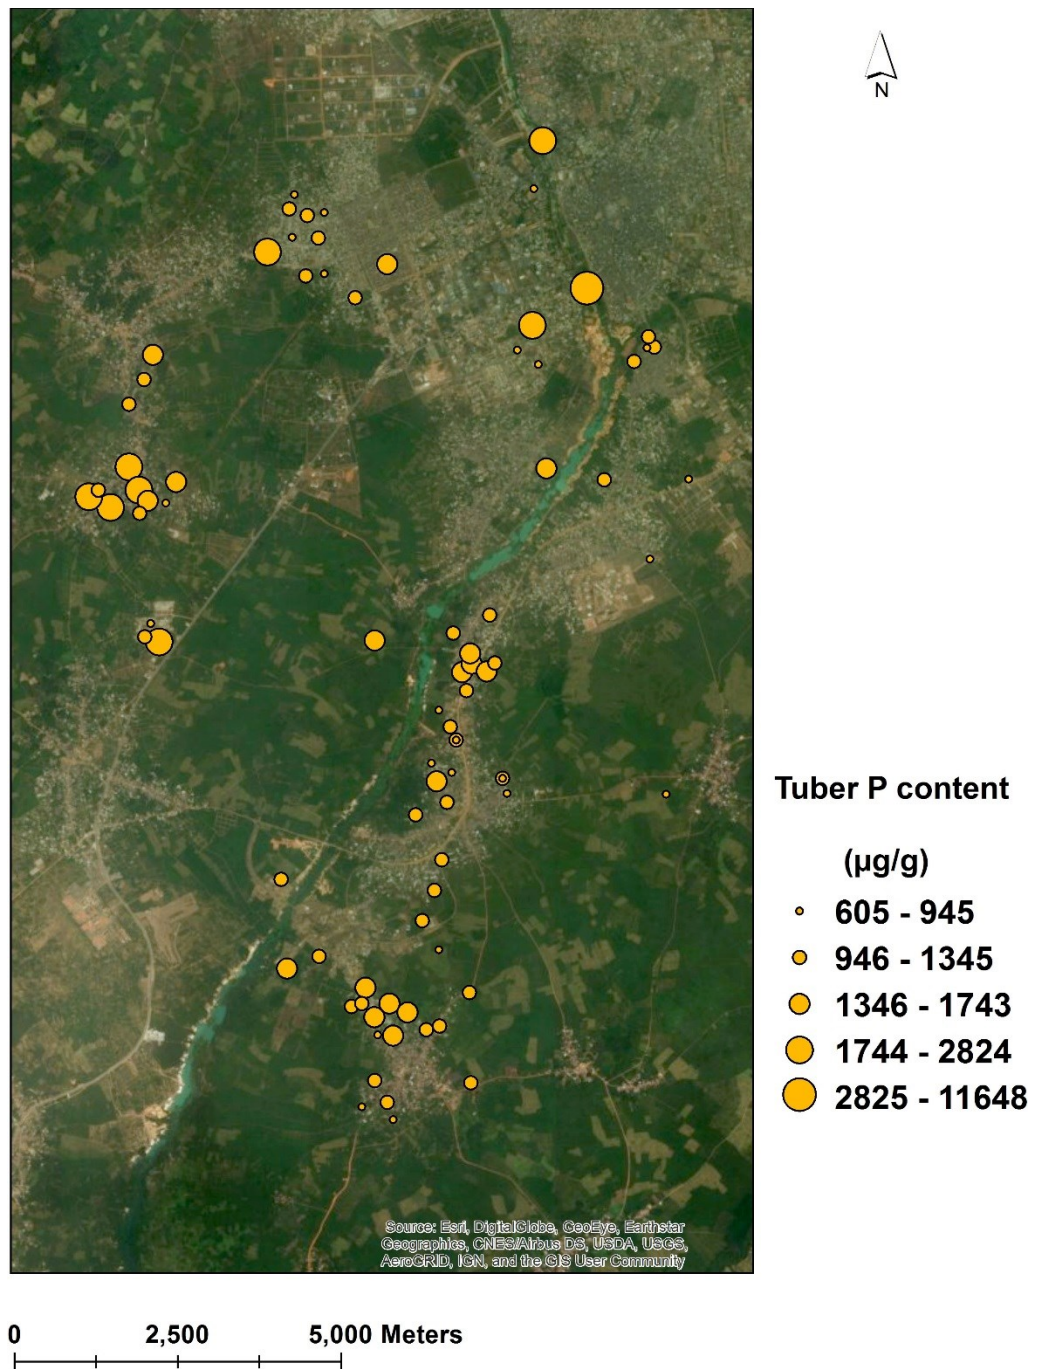 N
Tuber P content
(µg/g)
605 - 945
946 - 1345
1346 - 1743
1744 - 2824
2825 - 11648
Source: Esri, DigitalGlobe, GeoEye, Earthstar
Geographics, CNES/Airbus DS, USDA, USGS,
AeroGRID, IGN, and the GIS User Community
0 2,500 5,000 Meters